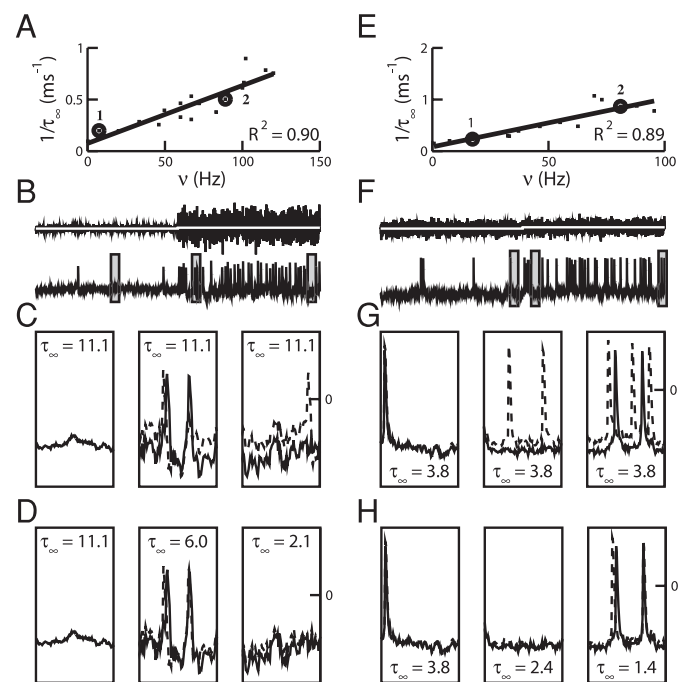 A
1/τ∞ (ms-1)
1
0.5
0
1
2
R2 = 0.90
0 50 100 150
ν (Hz)
E
1/τ∞ (ms-1)
2
1
0
1
2
R2 = 0.89
0 50 100
ν (Hz)
B
F
C
τ∞ = 11.1
τ∞ = 11.1
τ∞ = 11.1
0
G
τ∞ = 3.8
τ∞ = 3.8
τ∞ = 3.8
0
D
τ∞ = 11.1
τ∞ = 6.0
τ∞ = 2.1
0
H
τ∞ = 3.8
τ∞ = 2.4
τ∞ = 1.4
0